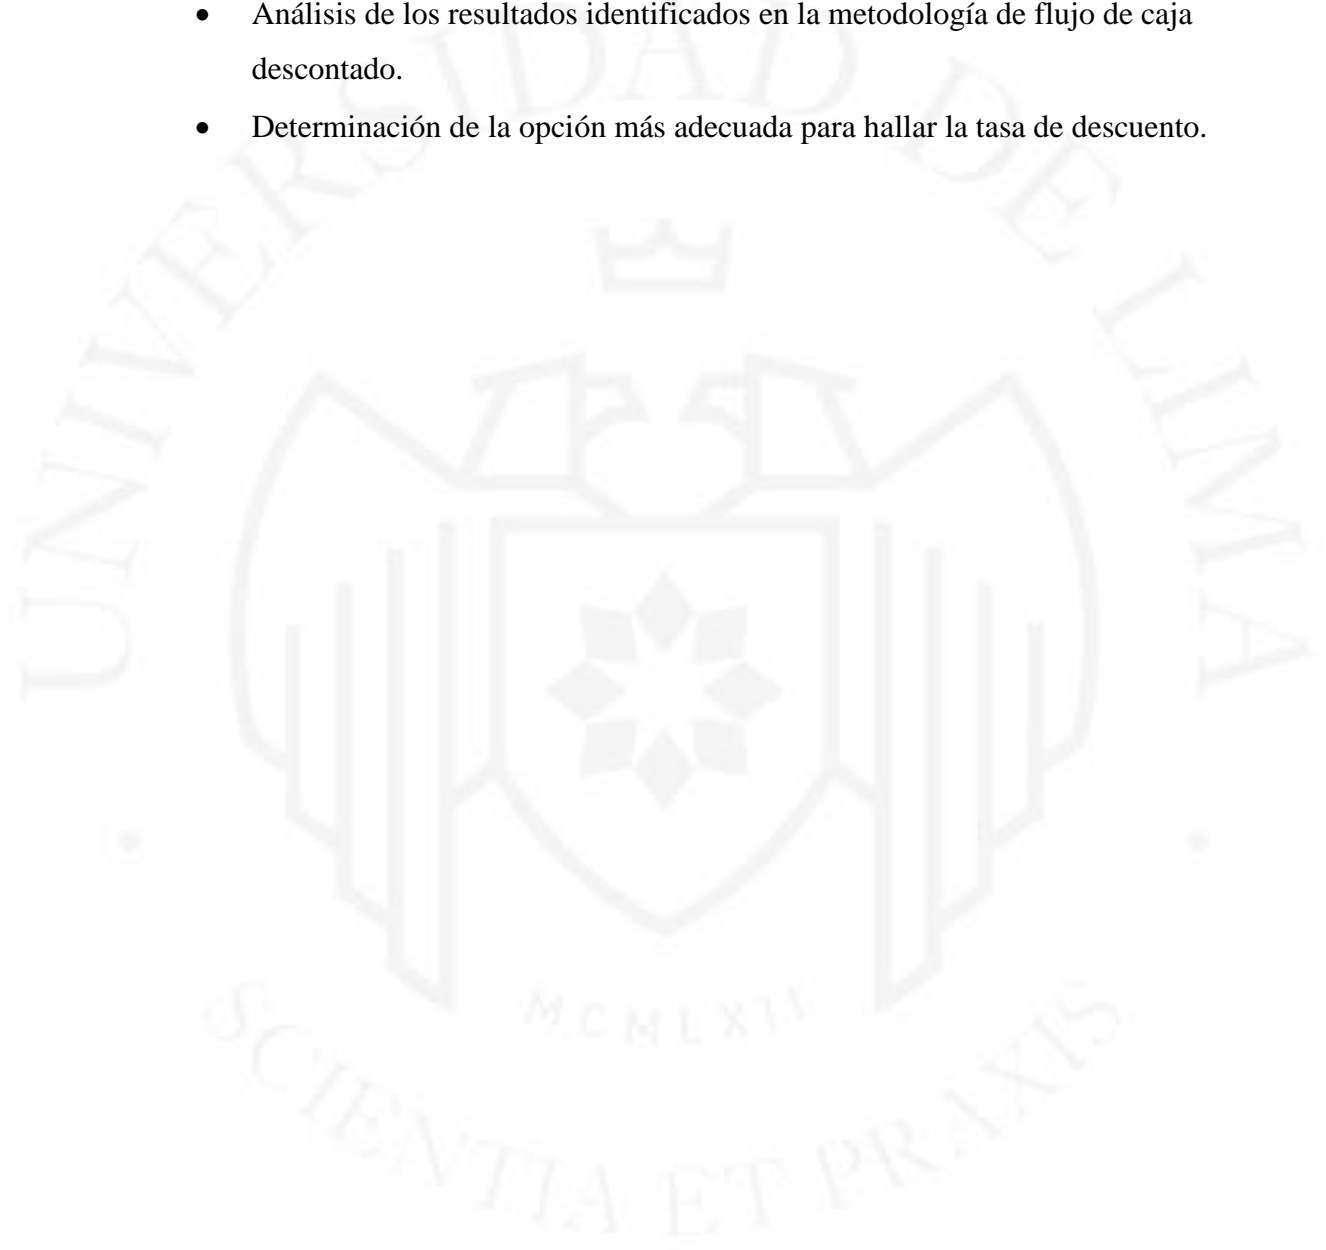 • Análisis de los resultados identificados en la metodología de flujo de caja
descontado.
• Determinación de la opción más adecuada para hallar la tasa de descuento.
UNIVERSIDAD DE LIMA
MCMLXII
SCIENTIA ET PRAXIS